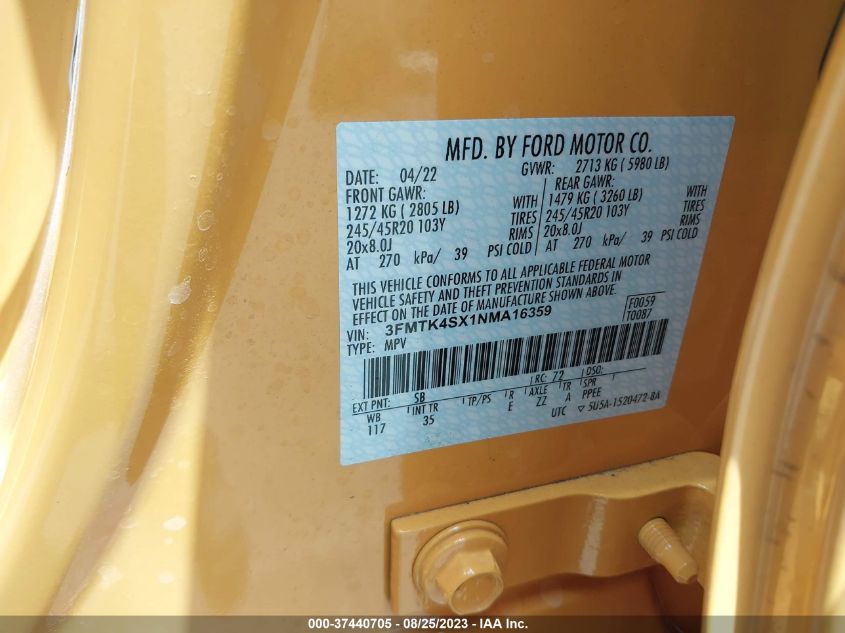 MFD. BY FORD MOTOR CO.
DATE: 04/22 GVWR: 2713 KG ( 5980 LB)
FRONT GAWR: REAR GAWR:
1272 KG ( 2805 LB) WITH 1479 KG ( 3260 LB) WITH
245/45R20 103Y TIRES 245/45R20 103Y TIRES
20x8.0J RIMS 20x8.0J RIMS
AT 270 kPa/ 39 PSI COLD AT 270 kPa/ 39 PSI COLD
THIS VEHICLE CONFORMS TO ALL APPLICABLE FEDERAL MOTOR
VEHICLE SAFETY AND THEFT PREVENTION STANDARDS IN
EFFECT ON THE DATE OF MANUFACTURE SHOWN ABOVE.
VIN: 3FMTK4SX1NMA16359 F0059
TYPE: MPV T0087
EXT PNT: SB RC: 72 DSO:
WB INT TR TP/PS R AXLE TR SPR
117 35 E ZZ A PPEE
UTC ▽ 5U5A-1520472-BA
000-37440705 - 08/25/2023 - IAA Inc.